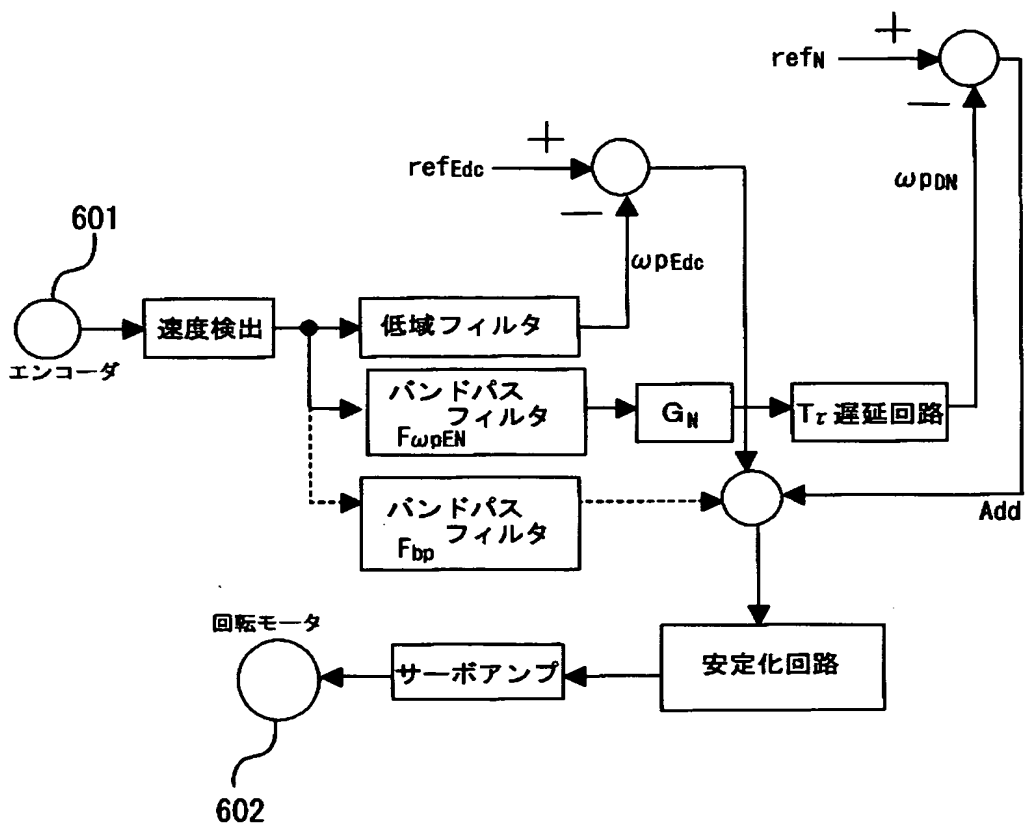 +
refN
−
+
refEdc
−
ωpDN
601
ωpEdc
速度検出
低域フィルタ
エンコーダ
バンドパス
フィルタ
FωpEN
GN
Tτ 遅延回路
バンドパス
フィルタ
Fbp
Add
回転モータ
サーボアンプ
安定化回路
602